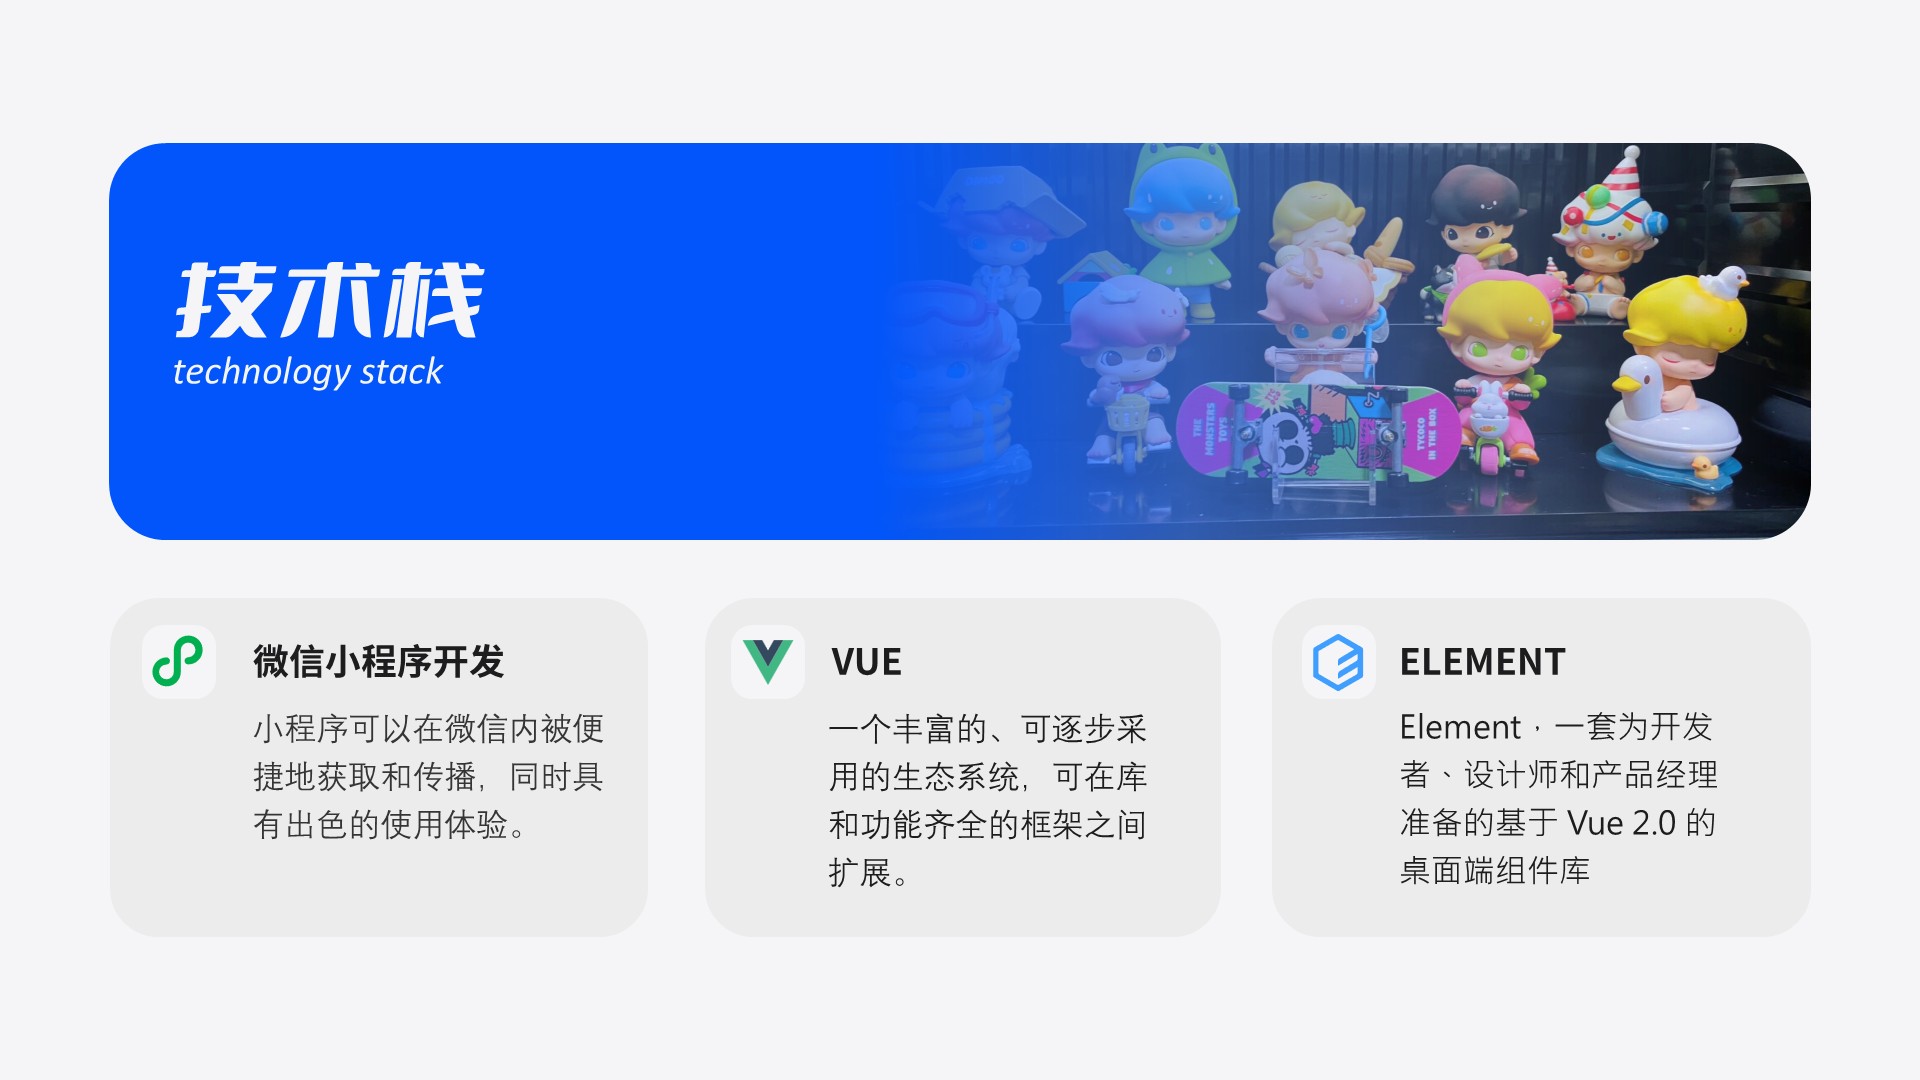 技术栈
technology stack
THE
MONSTERS
TOYS
TYCOCO
IN THE BOX
微信小程序开发
小程序可以在微信内被便
捷地获取和传播，同时具
有出色的使用体验。
VUE
一个丰富的、可逐步采
用的生态系统，可在库
和功能齐全的框架之间
扩展。
ELEMENT
Element，一套为开发
者、设计师和产品经理
准备的基于 Vue 2.0 的
桌面端组件库